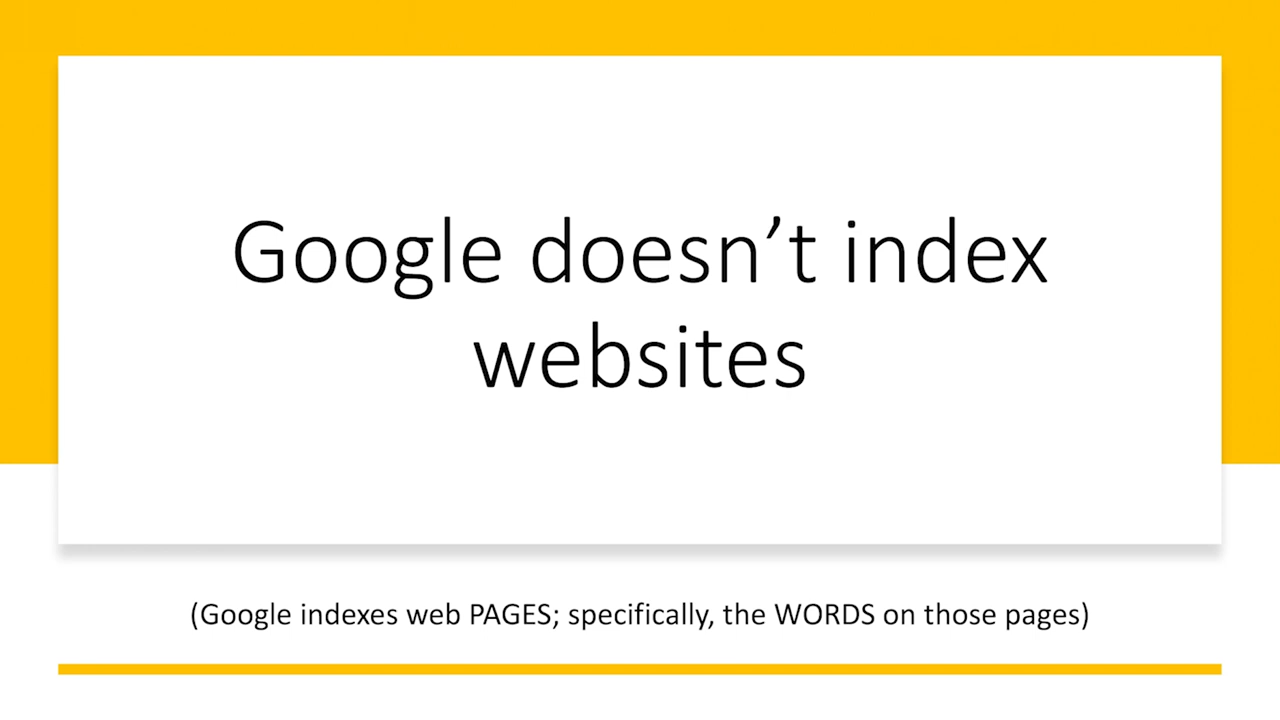 Google doesn’t index
websites
(Google indexes web PAGES; specifically, the WORDS on those pages)